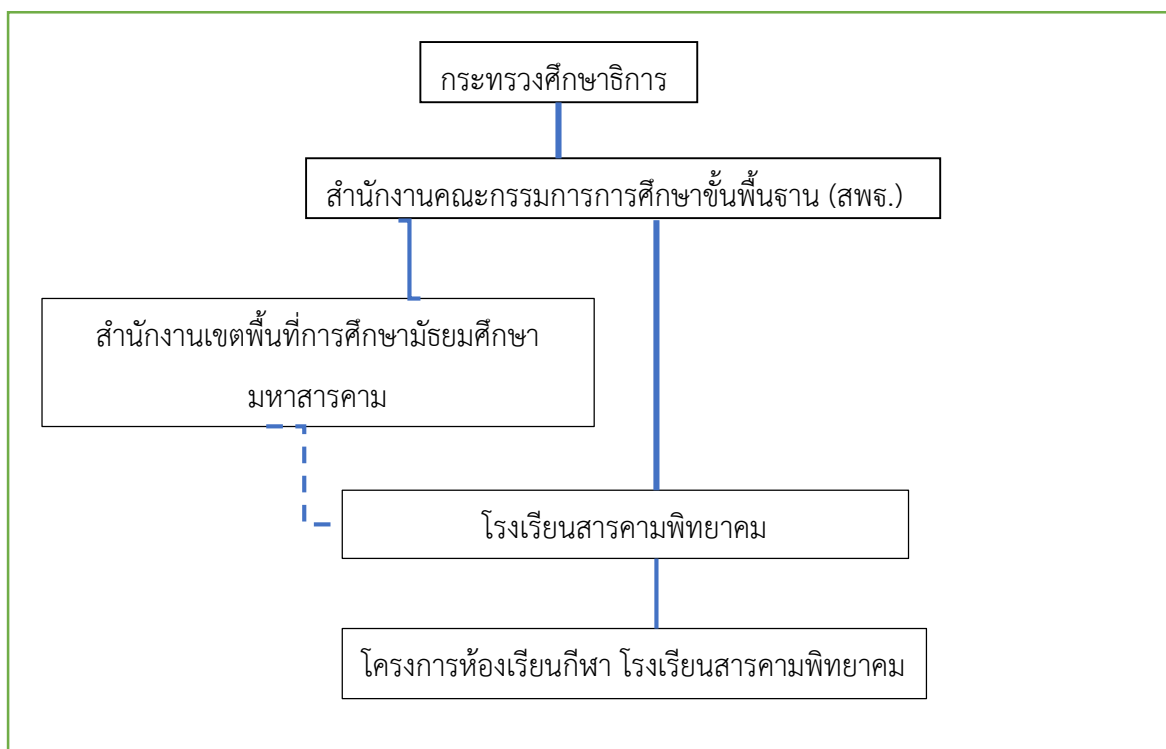 กระทรวงศึกษาธิการ
สำนักงานคณะกรรมการการศึกษาขั้นพื้นฐาน (สพฐ.)
สำนักงานเขตพื้นที่การศึกษามัธยมศึกษา
มหาสารคาม
โรงเรียนสารคามพิทยาคม
โครงการห้องเรียนกีฬา โรงเรียนสารคามพิทยาคม